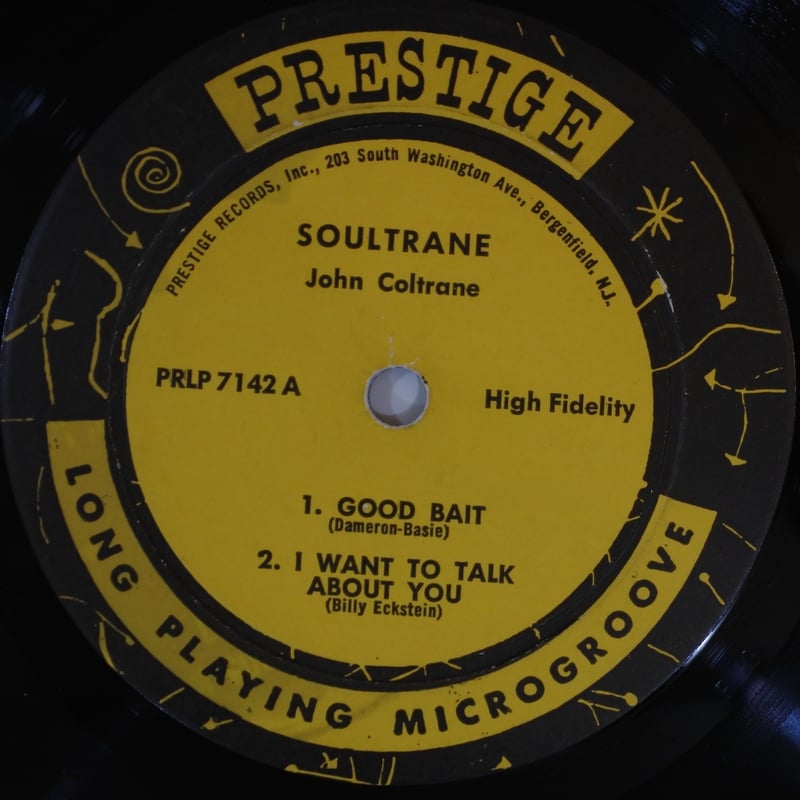 PRESTIGE
PRESTIGE RECORDS, Inc., 203 South Washington Ave., Bergenfield, N.J.
SOULTRANE
John Coltrane
PRLP 7142 A
High Fidelity
1. GOOD BAIT
(Dameron-Basie)
2. I WANT TO TALK
ABOUT YOU
(Billy Eckstein)
LONG PLAYING MICROGROOVE